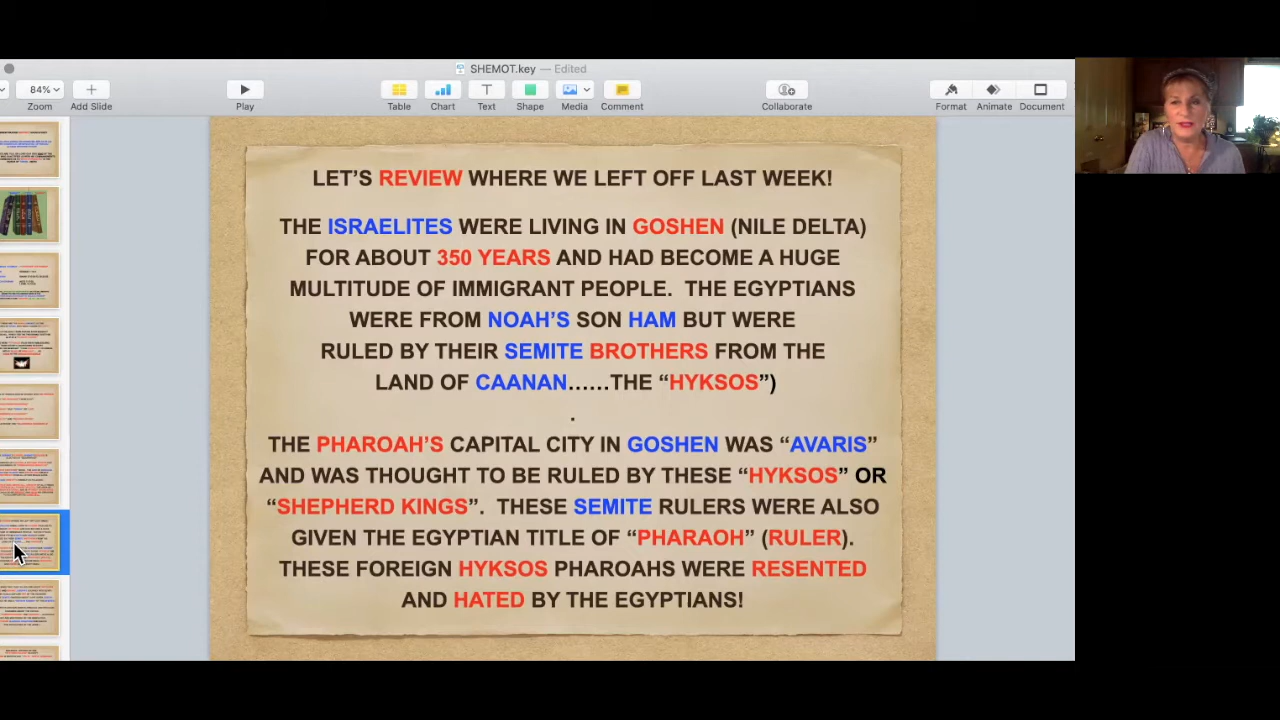 SHEMOT.key — Edited
84%
Zoom
Add Slide
Play
Table
Chart
Text
Shape
Media
Comment
Collaborate
Format
Animate
Document
LET’S REVIEW WHERE WE LEFT OFF LAST WEEK!
THE ISRAELITES WERE LIVING IN GOSHEN (NILE DELTA)
FOR ABOUT 350 YEARS AND HAD BECOME A HUGE
MULTITUDE OF IMMIGRANT PEOPLE.  THE EGYPTIANS
WERE FROM NOAH’S SON HAM BUT WERE
RULED BY THEIR SEMITE BROTHERS FROM THE
LAND OF CAANAN......THE “HYKSOS”)
.
THE PHAROAH’S CAPITAL CITY IN GOSHEN WAS “AVARIS”
AND WAS THOUGHT TO BE RULED BY THESE “HYKSOS” OR
“SHEPHERD KINGS”.  THESE SEMITE RULERS WERE ALSO
GIVEN THE EGYPTIAN TITLE OF “PHARAOH” (RULER).
THESE FOREIGN HYKSOS PHAROAHS WERE RESENTED
AND HATED BY THE EGYPTIANS!